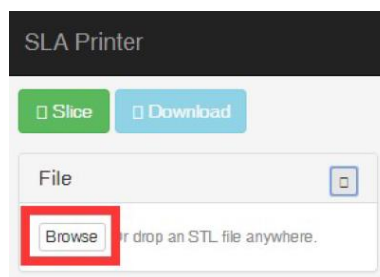 SLA Printer
Slice Download
File
Browse r drop an STL file anywhere.